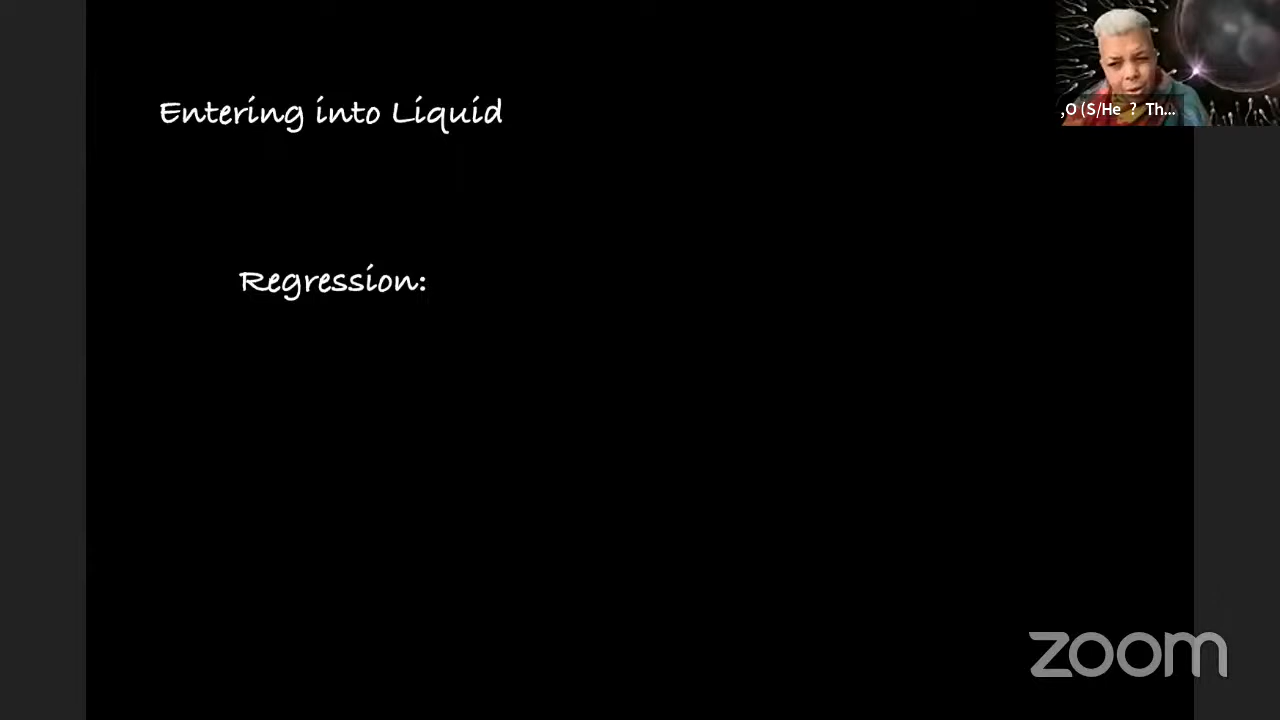 Entering into Liquid
,O (S/He ? Th...
Regression:
zoom